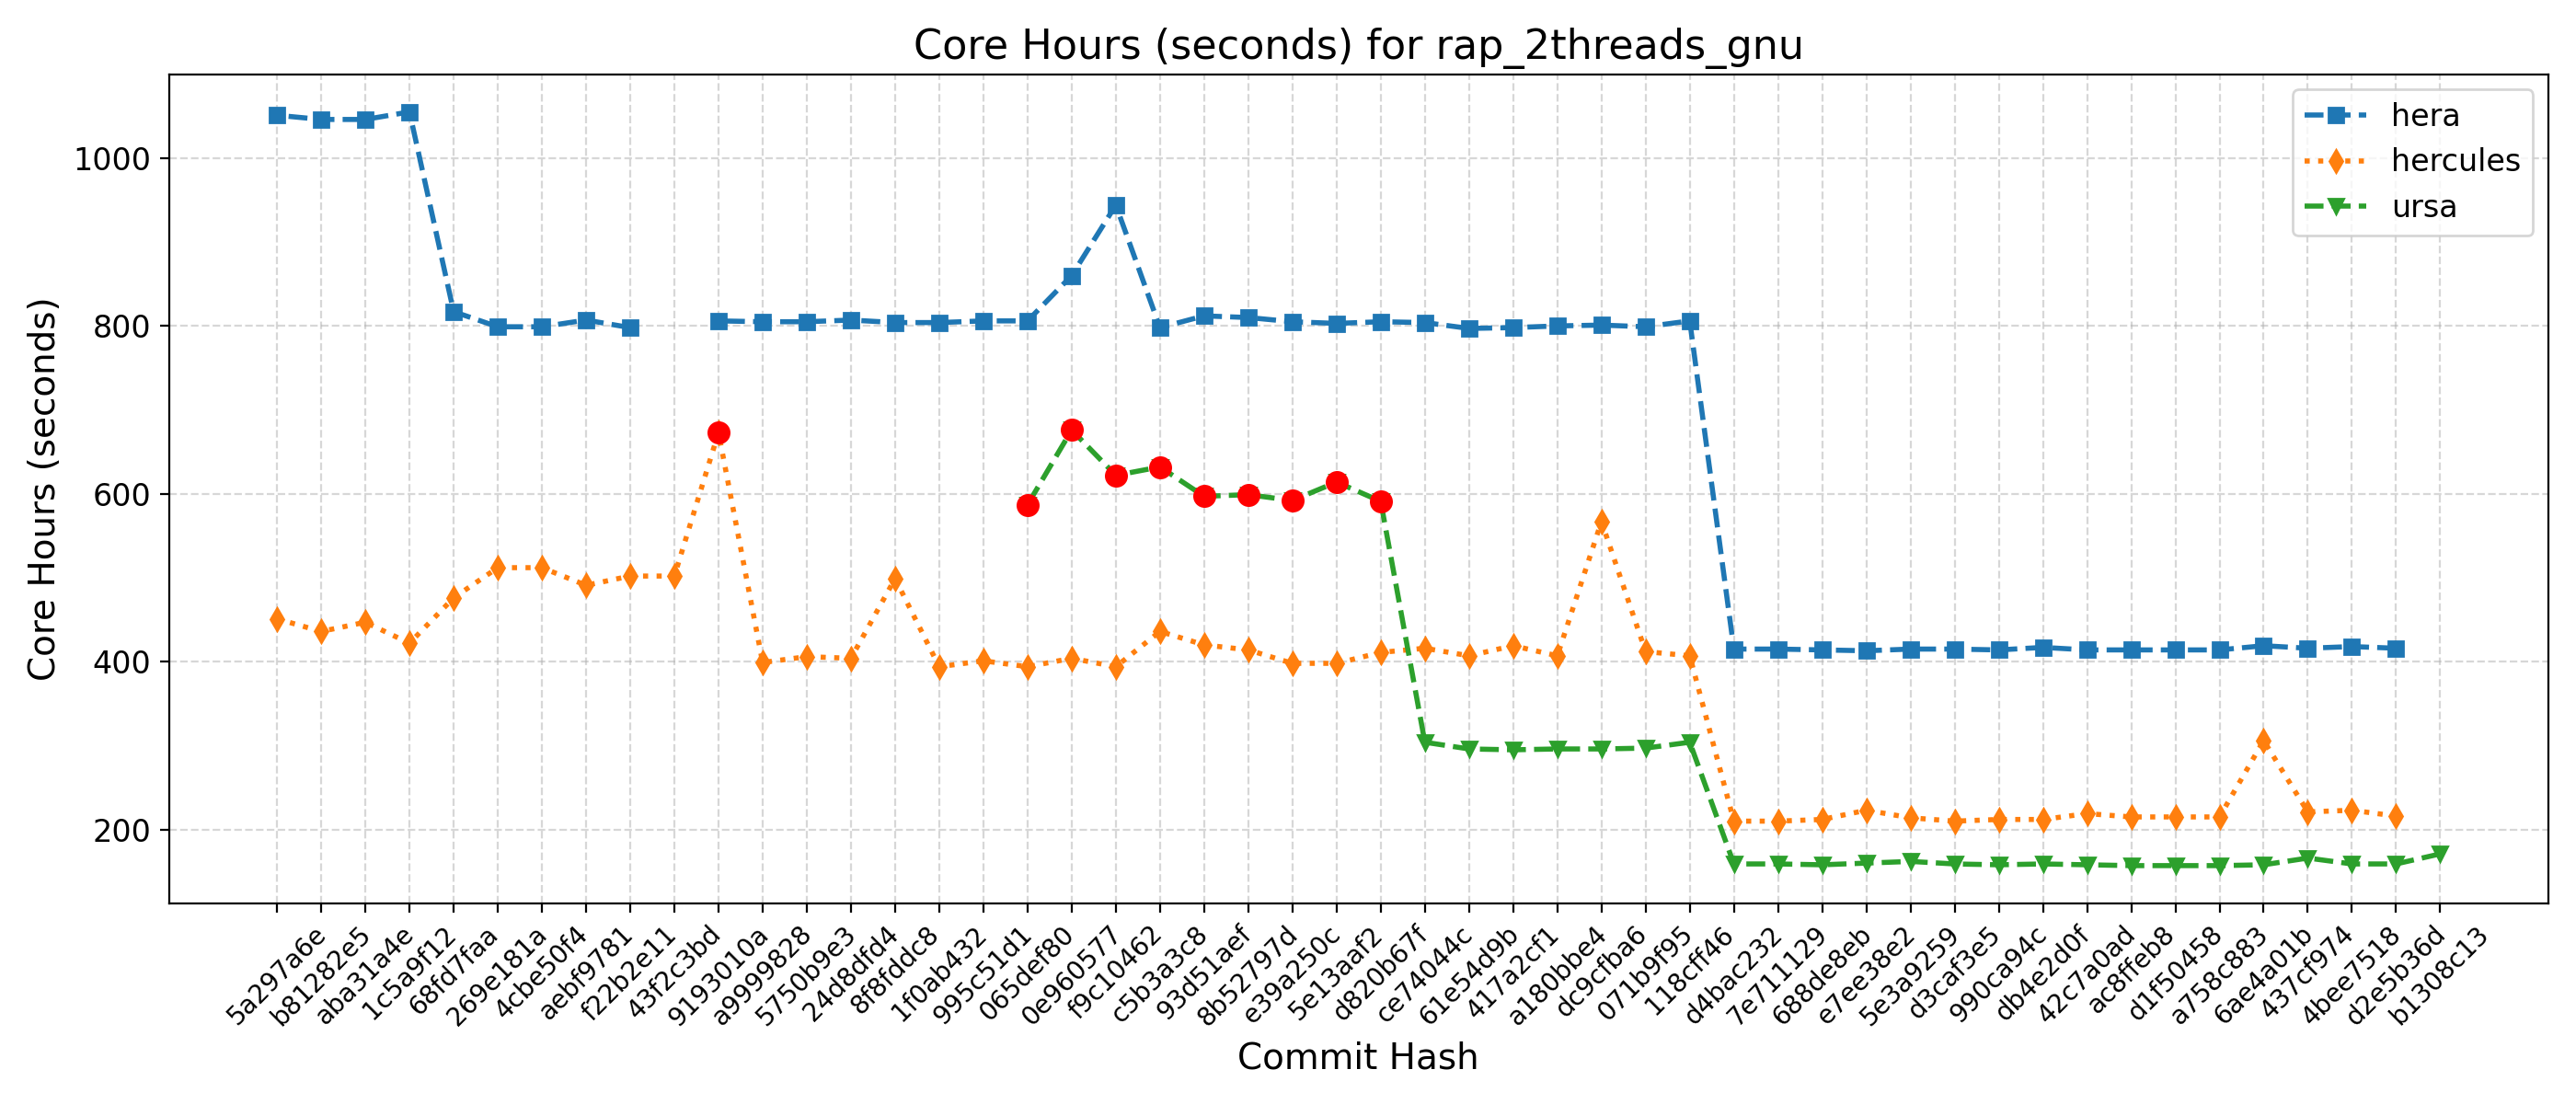 Core Hours (seconds) for rap_2threads_gnu
hera
hercules
ursa
Core Hours (seconds)
1000
800
600
400
200
5a297a6e
b81282e5
aba31a4e
1c5a9f12
68fd7faa
269e181a
4cbe50f4
aebf9781
f22b2e11
43f2c3bd
9193010a
a9999828
5750b9e3
24d8dfd4
8f8fddc8
1f0ab432
995c51d1
065def80
0e960577
f9c10462
c5b3a3c8
93d51aef
8b52797d
e39a250c
5e13aaf2
d820b67f
ce74044c
61e54d9b
417a2cf1
a180bbe4
dc9cfba6
071b9f95
118cff46
d4bac232
7e711129
688de8eb
e7ee38e2
5e3a9259
d3caf3e5
990ca94c
db4e2d0f
42c7a0ad
ac8ffeb8
d1f50458
a758c883
6ae4a01b
437cf974
4bee7518
d2e5b36d
b1308c13
Commit Hash